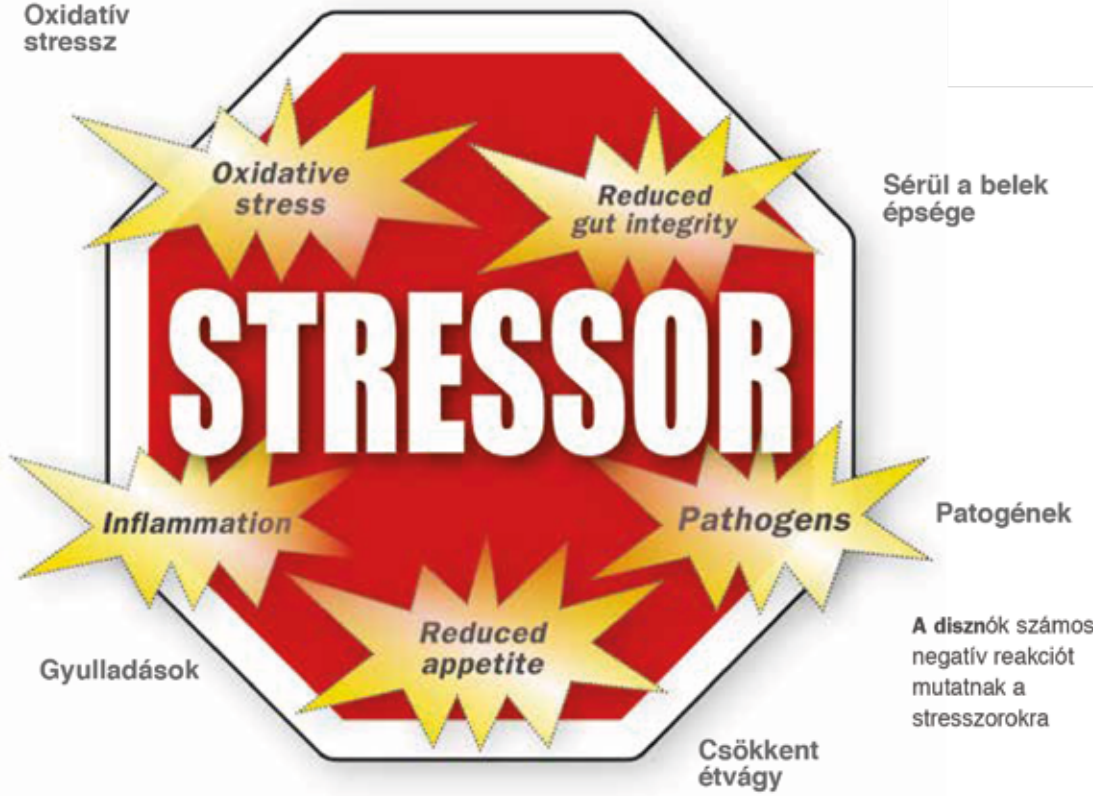 Oxidatív
stressz
Oxidative
stress
Reduced
gut integrity
Sérül a belek
épsége
STRESSOR
Inflammation
Pathogens
Patogének
Reduced
appetite
Gyulladások
A disznók számos
negatív reakciót
mutatnak a
stresszorokra
Csökkent
étvágy